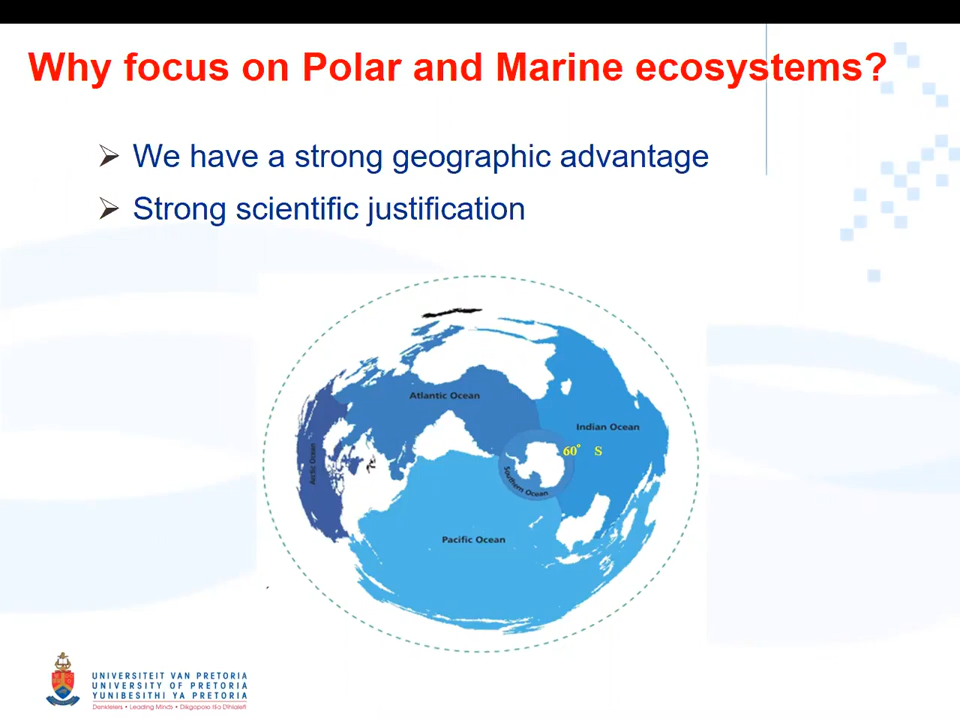 Why focus on Polar and Marine ecosystems?
We have a strong geographic advantage
Strong scientific justification
Atlantic Ocean
Indian Ocean
60° S
Arctic Ocean
Southern Ocean
Pacific Ocean
UNIVERSITEIT VAN PRETORIA
UNIVERSITY OF PRETORIA
YUNIBESITHI YA PRETORIA
Denkleiers • Leading Minds • Dikgopolo tša Dihlalefi